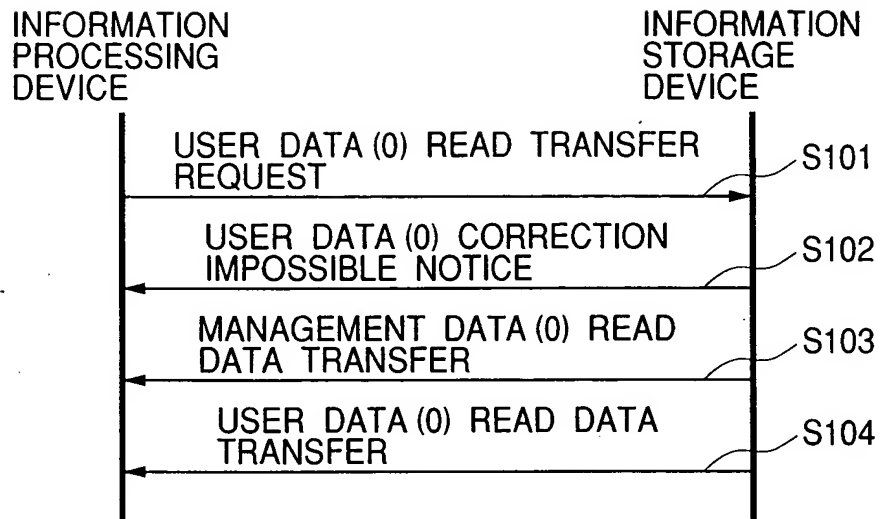 INFORMATION
PROCESSING
DEVICE
INFORMATION
STORAGE
DEVICE
USER DATA (0) READ TRANSFER
REQUEST
S101
USER DATA (0) CORRECTION
IMPOSSIBLE NOTICE
S102
MANAGEMENT DATA (0) READ
DATA TRANSFER
S103
USER DATA (0) READ DATA
TRANSFER
S104